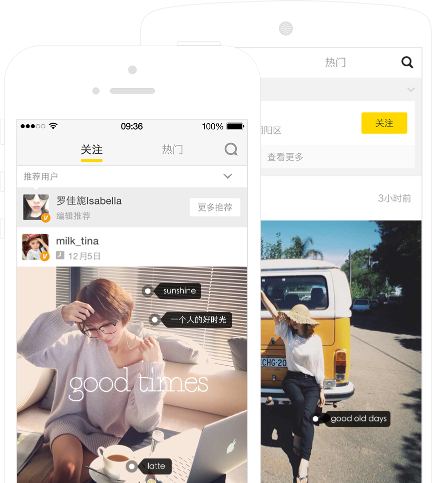 09:36
100%
关注
热门
推荐用户
罗佳旎Isabella
编辑推荐
更多推荐
milk_tina
12月5日
sunshine
一个人的好时光
good times
latte
热门
关注
阳区
查看更多
3小时前
good old days